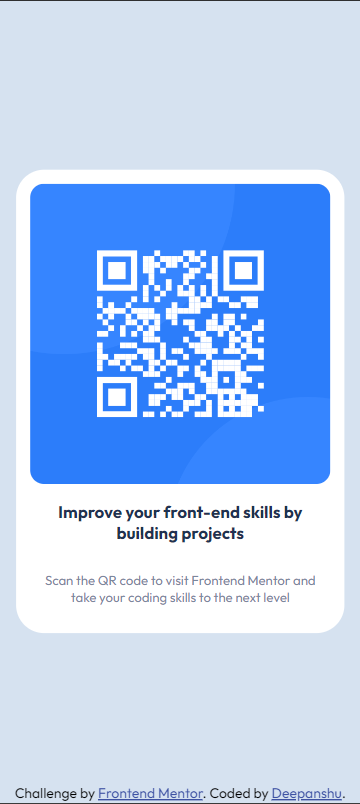 Improve your front-end skills by
building projects
Scan the QR code to visit Frontend Mentor and
take your coding skills to the next level
Challenge by Frontend Mentor. Coded by Deepanshu.